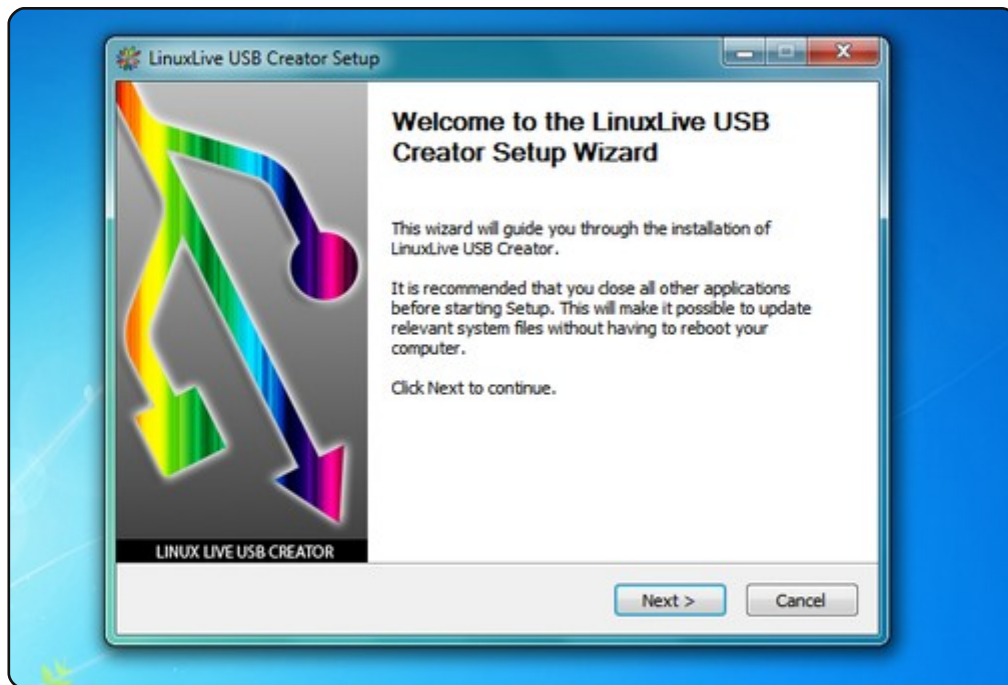 LinuxLive USB Creator Setup
Welcome to the LinuxLive USB
Creator Setup Wizard
This wizard will guide you through the installation of
LinuxLive USB Creator.
It is recommended that you close all other applications
before starting Setup. This will make it possible to update
relevant system files without having to reboot your
computer.
Click Next to continue.
LINUX LIVE USB CREATOR
Next >
Cancel